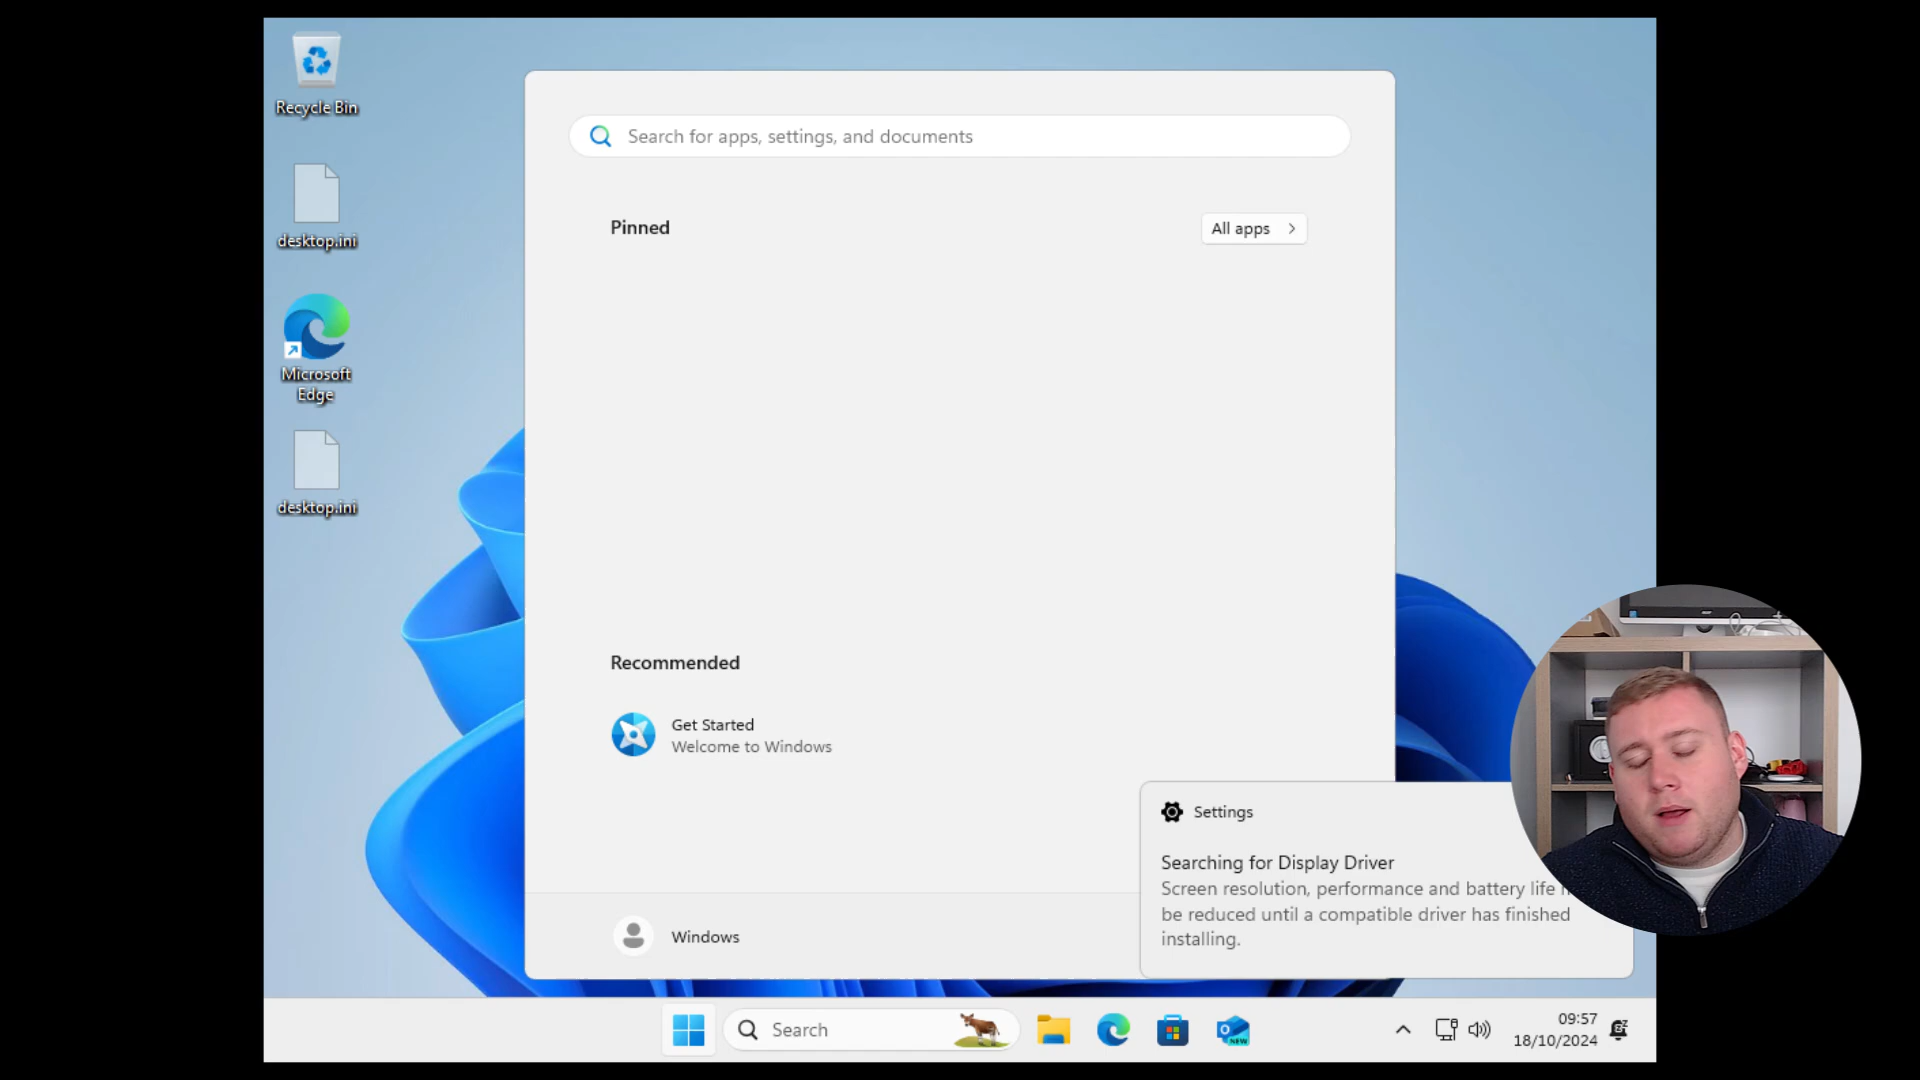 Recycle Bin
desktop.ini
Microsoft
Edge
desktop.ini
Search for apps, settings, and documents
Pinned
All apps
Recommended
Get Started
Welcome to Windows
Windows
Settings
Searching for Display Driver
Screen resolution, performance and battery life
be reduced until a compatible driver has finished
installing.
Search
NEW
09:57
18/10/2024